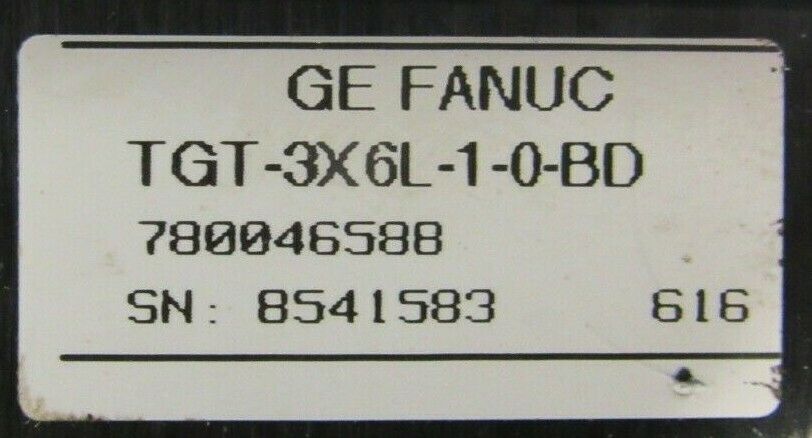 GE FANUC
TGT-3X6L-1-0-BD
780046588
SN: 8541583 616